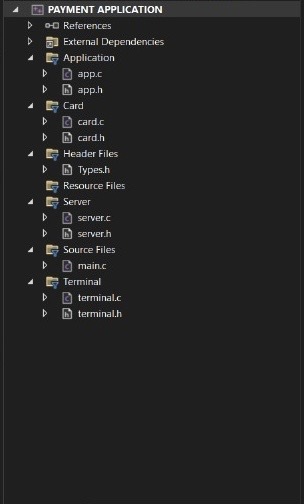 PAYMENT APPLICATION
References
External Dependencies
Application
app.c
app.h
Card
card.c
card.h
Header Files
Types.h
Resource Files
Server
server.c
server.h
Source Files
main.c
Terminal
terminal.c
terminal.h